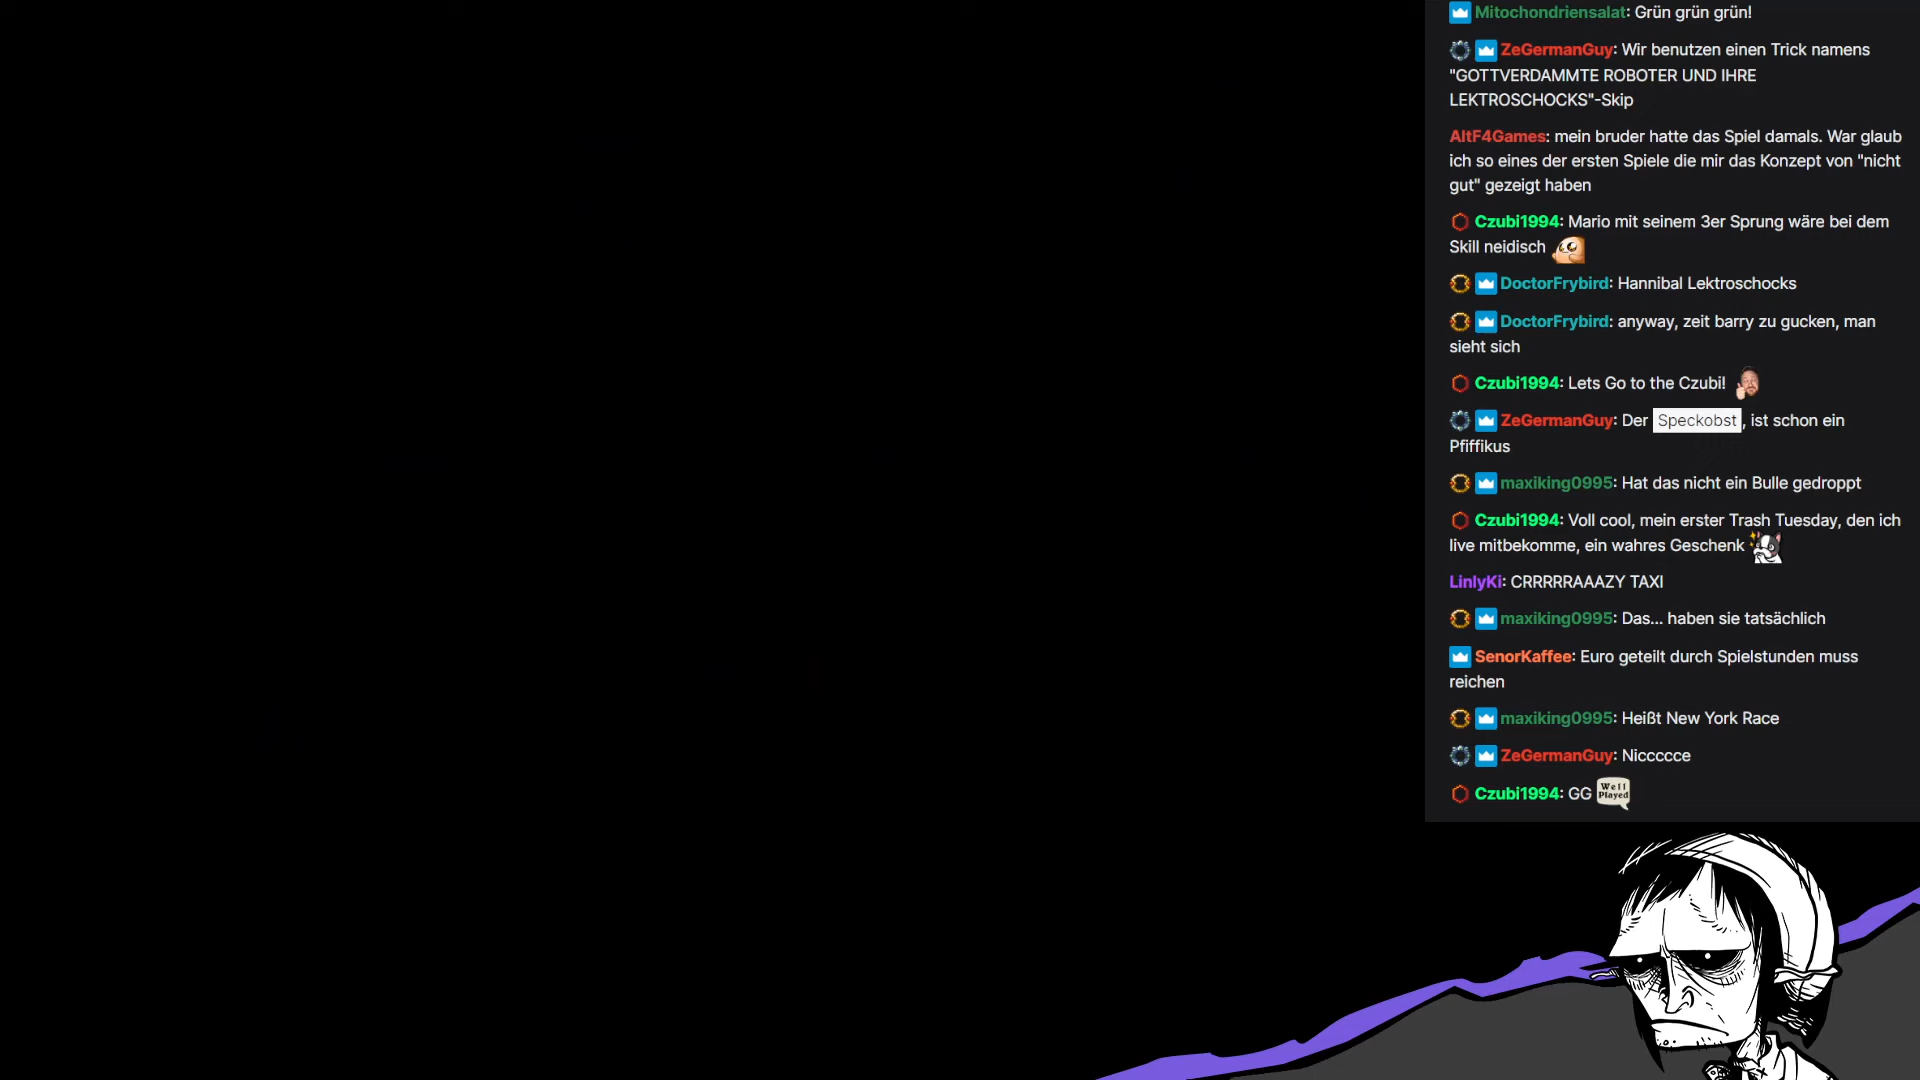 Mitochondriensalat: Grün grün grün!
ZeGermanGuy: Wir benutzen einen Trick namens
"GOTTVERDAMMTE ROBOTER UND IHRE
LEKTROSCHOCKS"-Skip
AltF4Games: mein bruder hatte das Spiel damals. War glaub
ich so eines der ersten Spiele die mir das Konzept von "nicht
gut" gezeigt haben
Czubi1994: Mario mit seinem 3er Sprung wäre bei dem
Skill neidisch
DoctorFrybird: Hannibal Lektroschocks
DoctorFrybird: anyway, zeit barry zu gucken, man
sieht sich
Czubi1994: Lets Go to the Czubi!
ZeGermanGuy: Der Speckobst, ist schon ein
Pfiffikus
maxiking0995: Hat das nicht ein Bulle gedroppt
Czubi1994: Voll cool, mein erster Trash Tuesday, den ich
live mitbekomme, ein wahres Geschenk
LinlyKi: CRRRRRAAAZY TAXI
maxiking0995: Das... haben sie tatsächlich
SenorKaffee: Euro geteilt durch Spielstunden muss
reichen
maxiking0995: Heißt New York Race
ZeGermanGuy: Niccccce
Czubi1994: GG Well Played